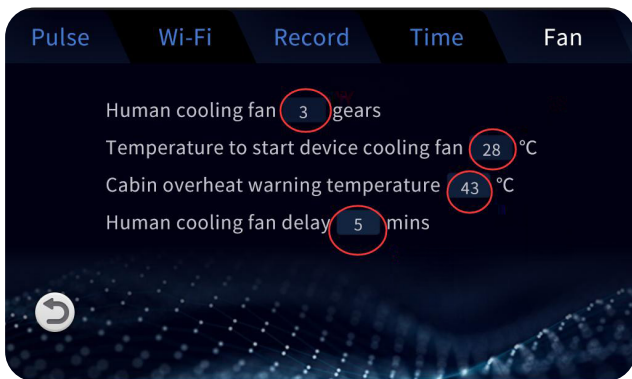 Pulse Wi-Fi Record Time Fan
Human cooling fan 3 gears
Temperature to start device cooling fan 28 °C
Cabin overheat warning temperature 43 °C
Human cooling fan delay 5 mins